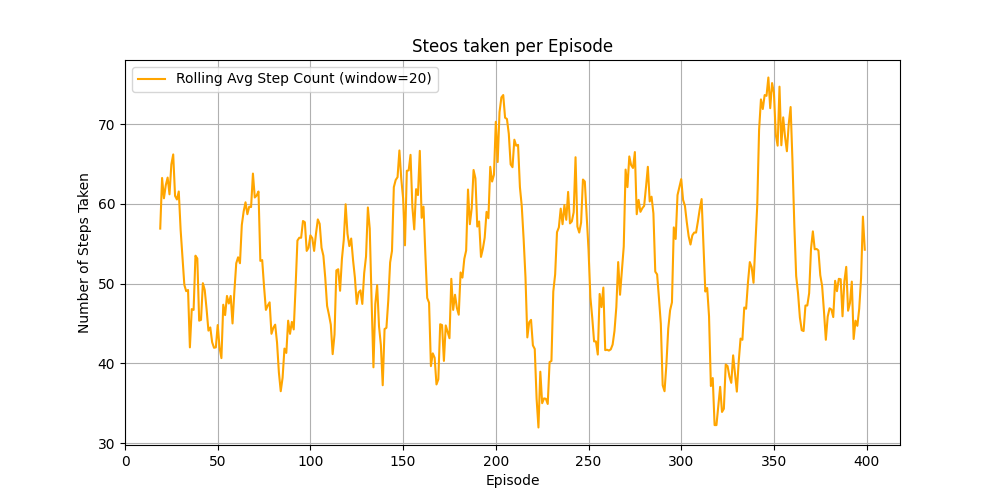 Steos taken per Episode
Rolling Avg Step Count (window=20)
Number of Steps Taken
70
60
50
40
30
0 50 100 150 200 250 300 350 400
Episode